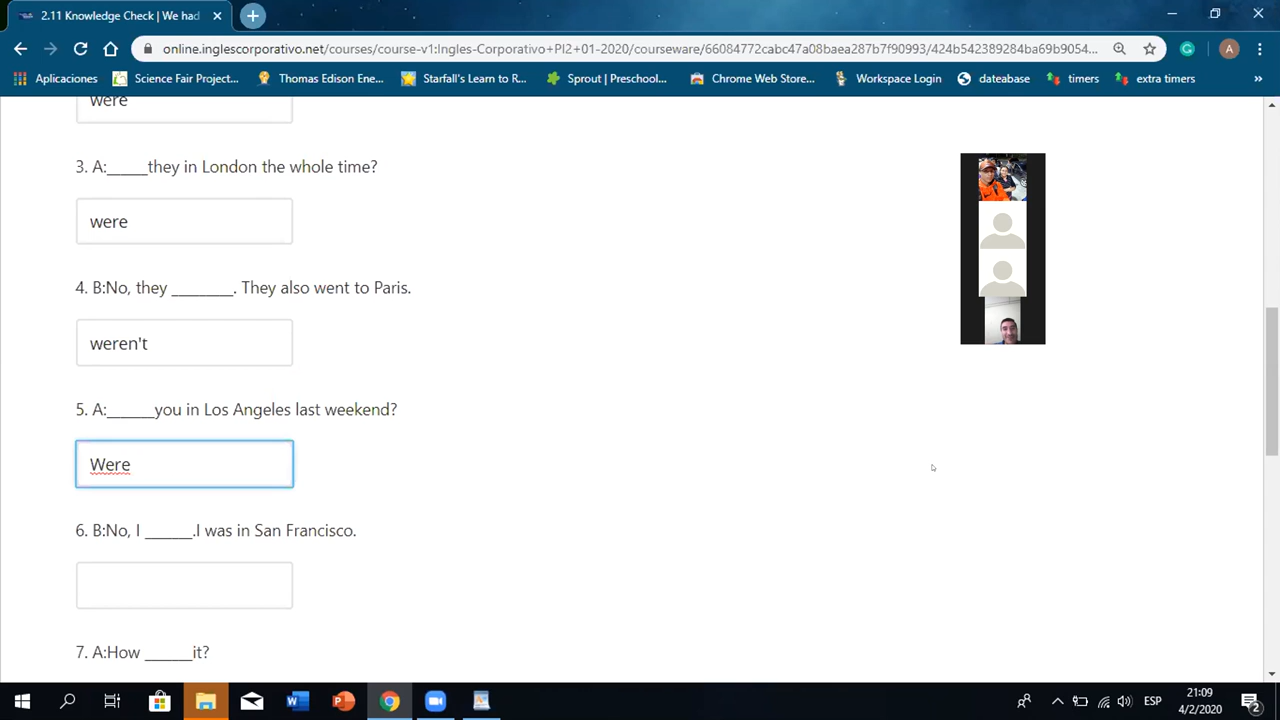 2.11 Knowledge Check | We had
online.inglescorporativo.net/courses/course-v1:Ingles-Corporativo+PI2+01-2020/courseware/66084772cabc47a08baea287b7f90993/424b542389284ba69b9054...
A
Aplicaciones Science Fair Project... Thomas Edison Ene... Starfall's Learn to R... Sprout | Preschool... Chrome Web Store... Workspace Login dateabase timers extra timers »
were
3. A:_____they in London the whole time?
were
4. B:No, they ________. They also went to Paris.
weren't
5. A:______you in Los Angeles last weekend?
Were
6. B:No, I ______.I was in San Francisco.
7. A:How ______it?
ESP
21:09
4/2/2020
2